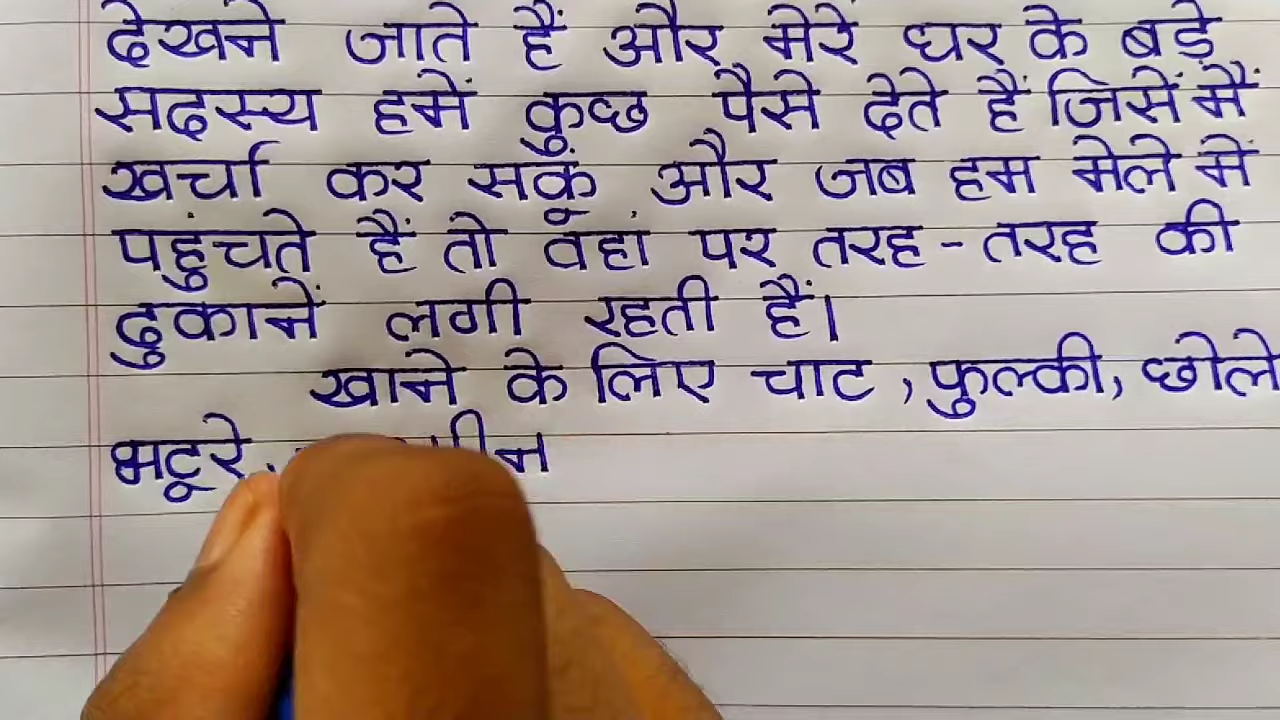 देखने जाते हैं और मेरे घर के बड़े
सदस्य हमें कुछ पैसे देते हैं जिसें मैं
खर्चा कर सकूं और जब हम मेले में
पहुंचते हैं तो वहां पर तरह-तरह की
दुकानें लगी रहती हैं।
खाने के लिए चाट, फुल्की, छोले
भटूरे,